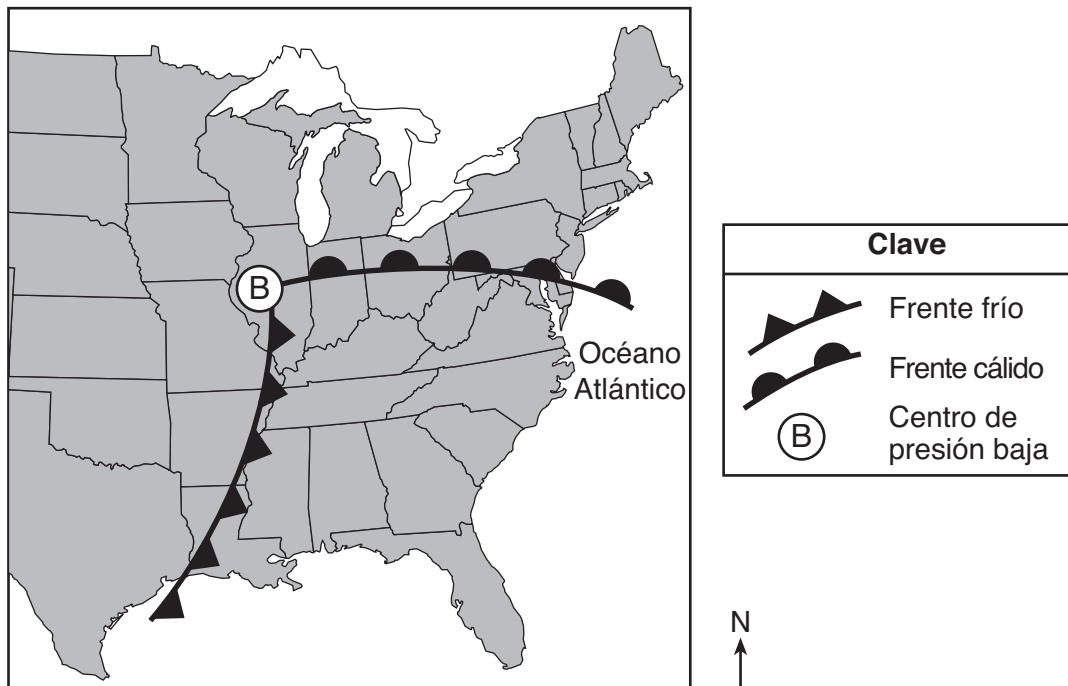 B
Océano
Atlántico
Clave
Frente frío
Frente cálido
B
Centro de
presión baja
N